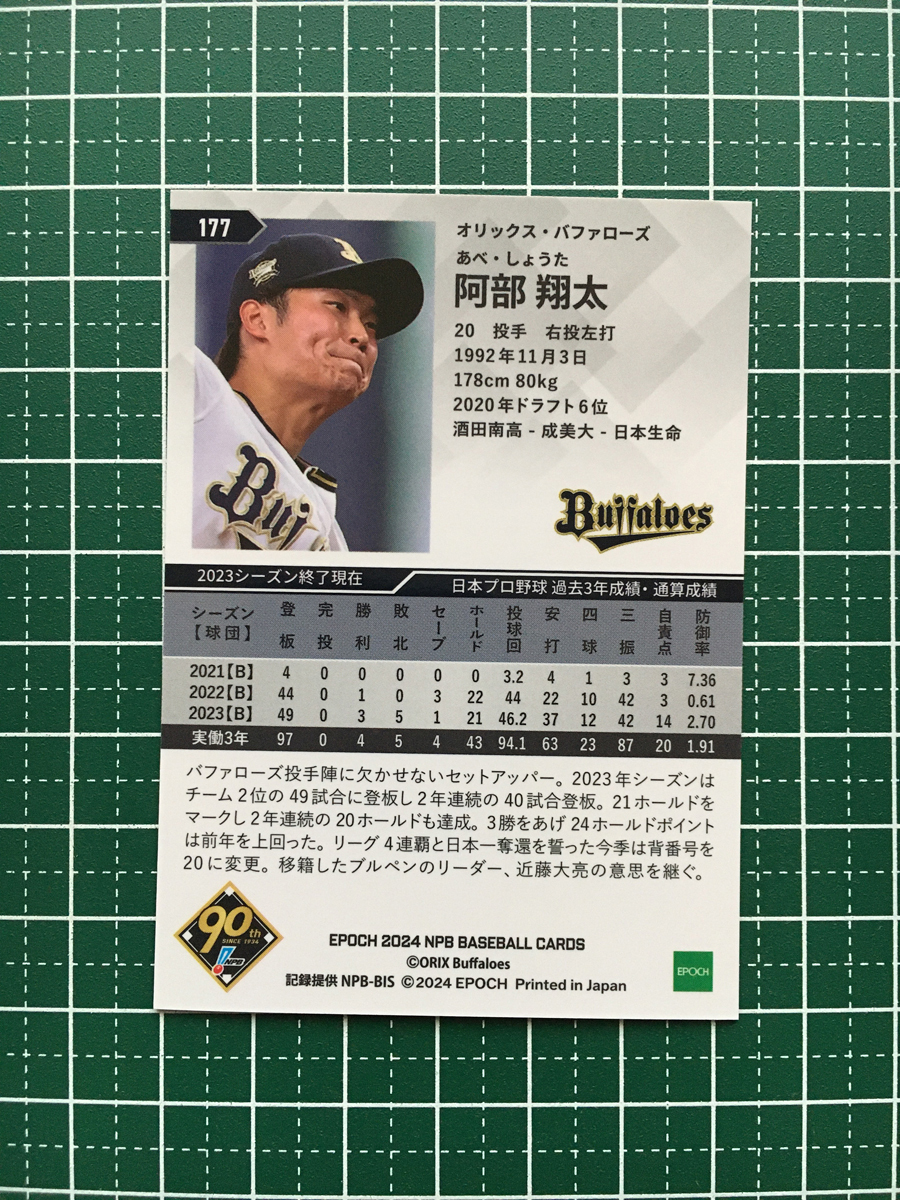 177
オリックス・バファローズ
あべ・しょうた
阿部 翔太
20 投手 右投左打
1992年11月3日
178cm 80kg
2020年ドラフト6位
酒田南高 - 成美大 - 日本生命
Buffaloes
2023シーズン終了現在
日本プロ野球 過去3年成績・通算成績
シーズン【球団】 登板 完投 勝利 敗北 セーブ ホールド 投球回 安打 四球 三振 自責点 防御率
2021【B】 4 0 0 0 0 0 3.2 4 1 3 3 7.36
2022【B】 44 0 1 0 3 22 44 22 10 42 3 0.61
2023【B】 49 0 3 5 1 21 46.2 37 12 42 14 2.70
実働3年 97 0 4 5 4 43 94.1 63 23 87 20 1.91
バファローズ投手陣に欠かせないセットアッパー。2023年シーズンは
チーム2位の49試合に登板し2年連続の40試合登板。21ホールドを
マークし2年連続の20ホールドも達成。3勝をあげ24ホールドポイント
は前年を上回った。リーグ4連覇と日本一奪還を誓った今季は背番号を
20に変更。移籍したブルペンのリーダー、近藤大亮の意思を継ぐ。
90th
SINCE 1934
NPB
EPOCH 2024 NPB BASEBALL CARDS
©ORIX Buffaloes
記録提供 NPB-BIS ©2024 EPOCH Printed in Japan
EPOCH